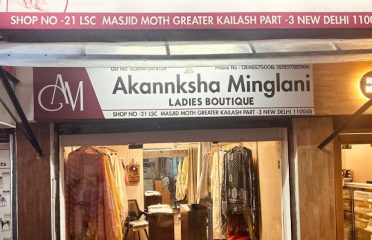 SHOP NO -21 LSC MASJID MOTH GREATER KAILASH PART -3 NEW DELHI 110048
AM
Akannksha Minglani
LADIES BOUTIQUE
SHOP NO -21 LSC MASJID MOTH GREATER KAILASH PART -3 NEW DELHI 110048